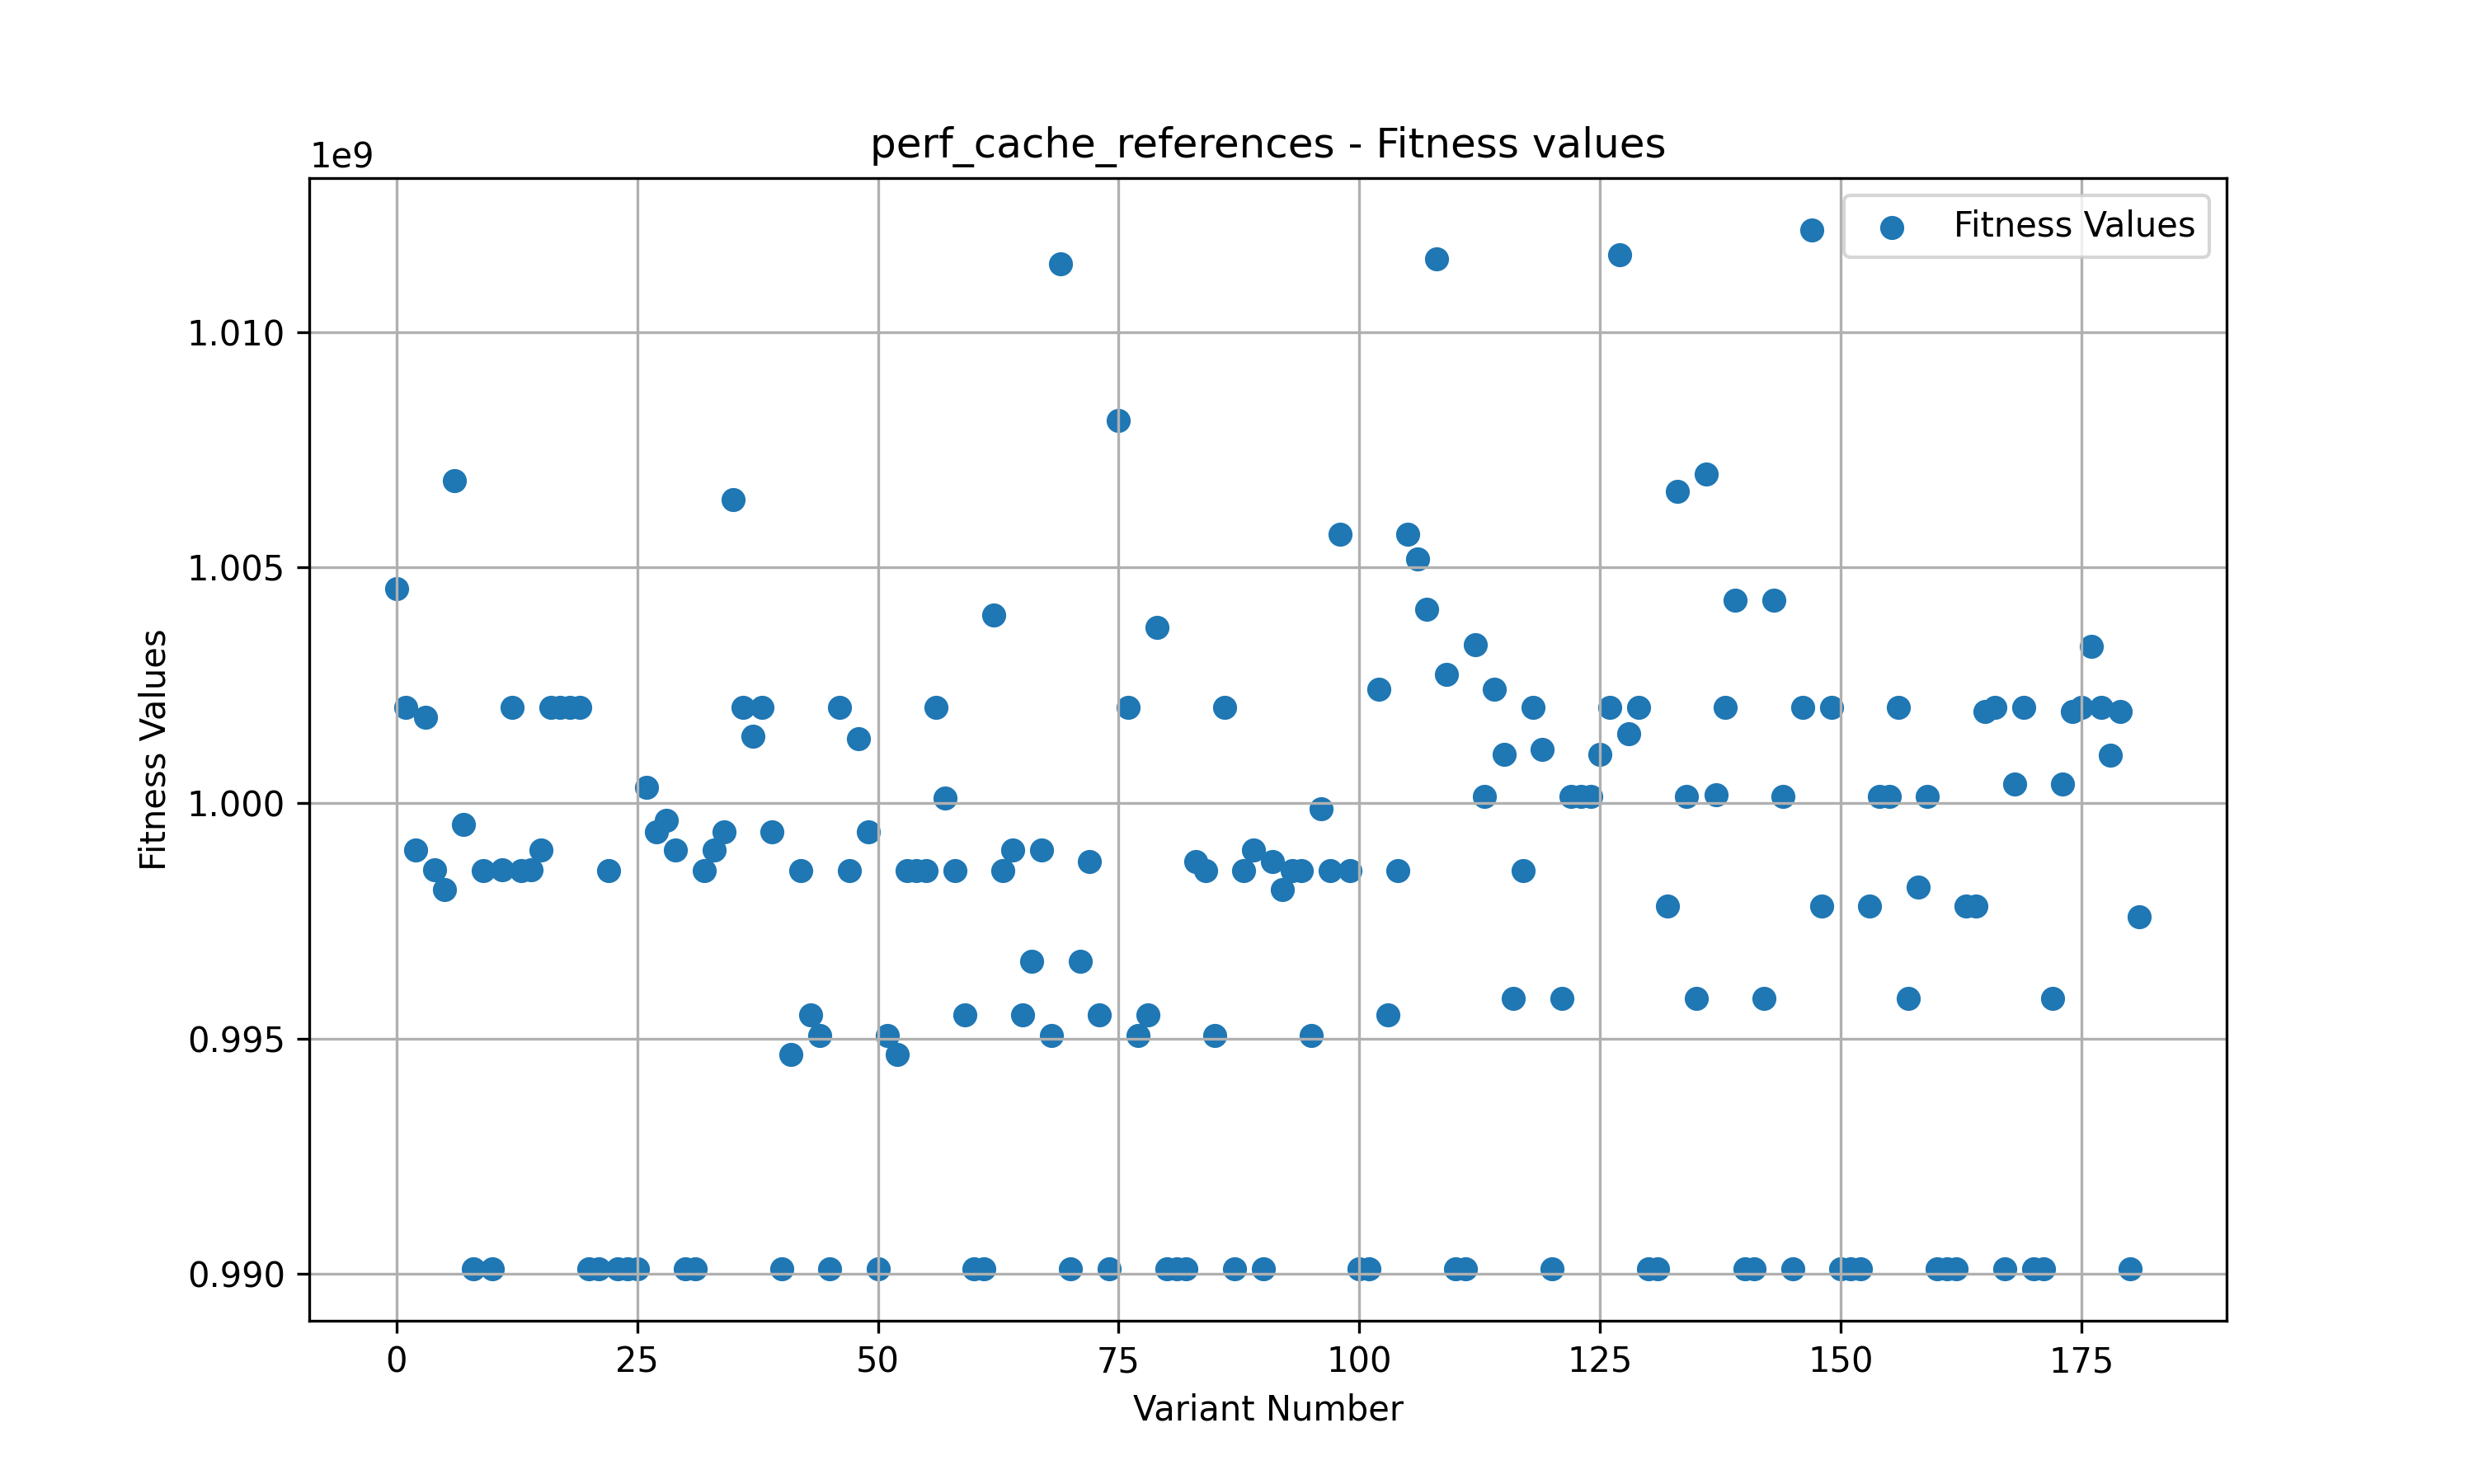 perf_cache_references - Fitness values
1e9
Fitness Values
1.010
1.005
1.000
0.995
0.990
Fitness Values
0 25 50 75 100 125 150 175
Variant Number